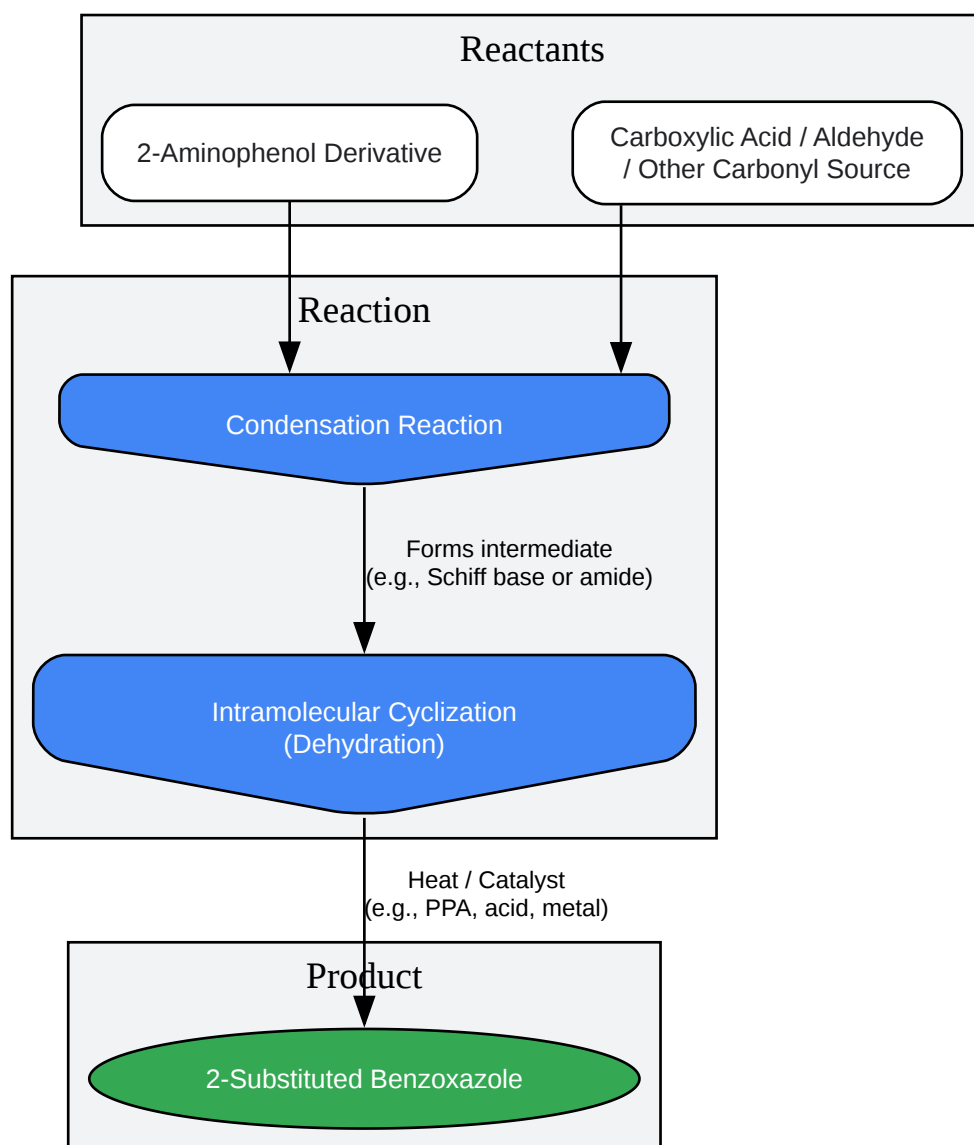 Reactants
2-Aminophenol Derivative
Carboxylic Acid / Aldehyde
/ Other Carbonyl Source
Reaction
Condensation Reaction
Forms intermediate
(e.g., Schiff base or amide)
Intramolecular Cyclization
(Dehydration)
Heat / Catalyst
(e.g., PPA, acid, metal)
Product
2-Substituted Benzoxazole